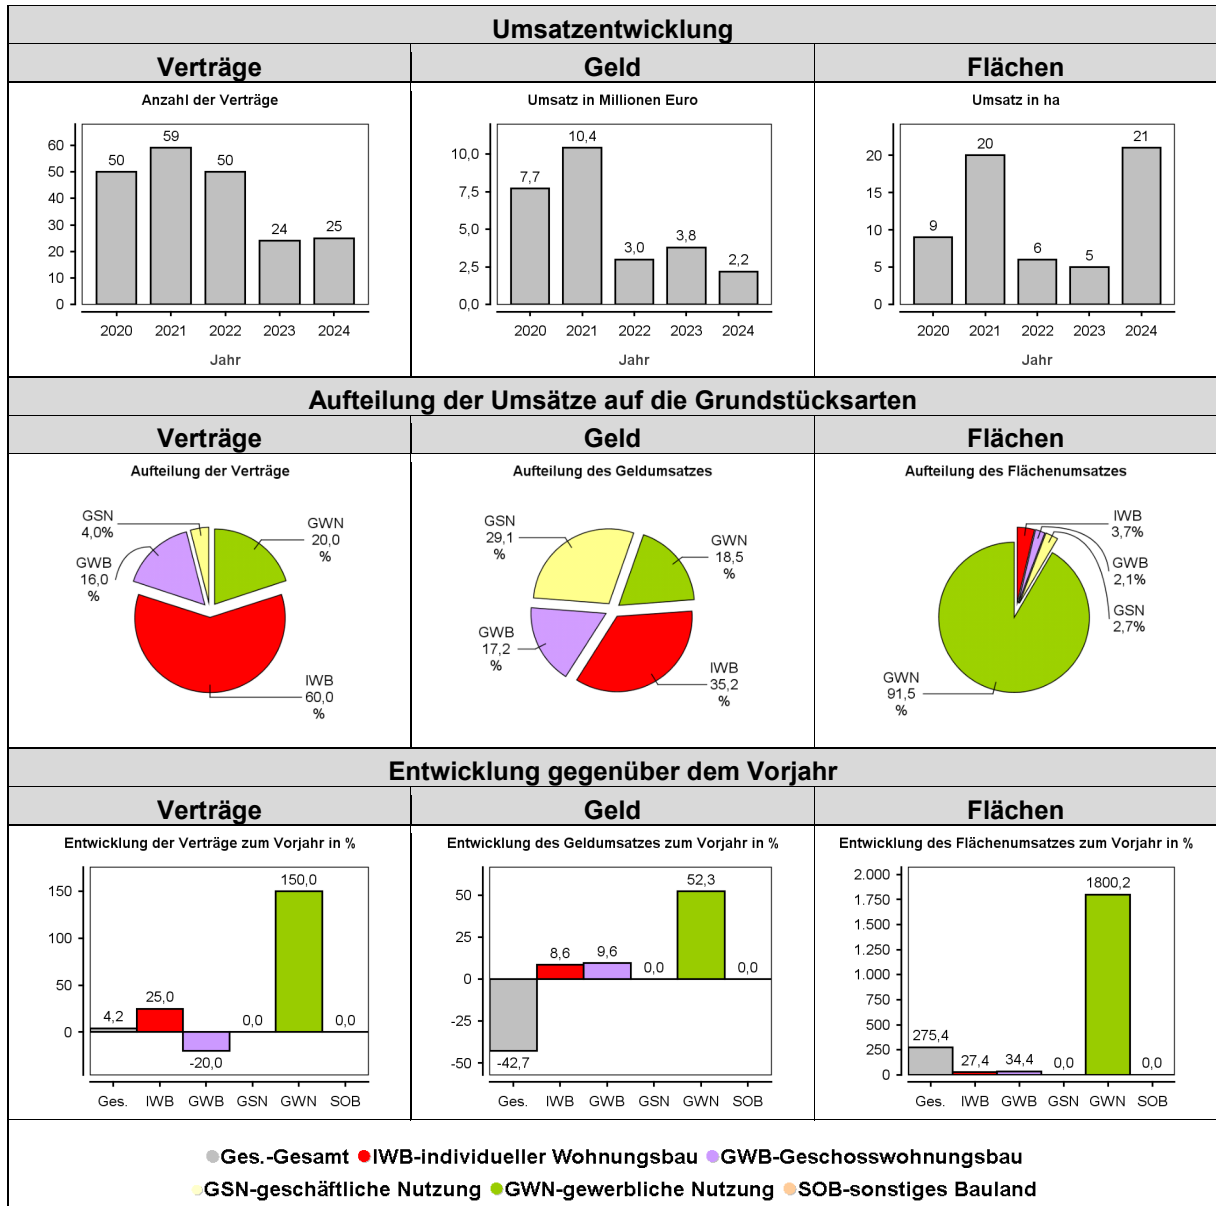 Umsatzentwicklung
Verträge
Geld
Flächen
Anzahl der Verträge
60
50
40
30
20
10
0
50
59
50
24
25
2020
2021
2022
2023
2024
Jahr
Umsatz in Millionen Euro
10,0
7,5
5,0
2,5
0,0
7,7
10,4
3,0
3,8
2,2
2020
2021
2022
2023
2024
Jahr
Umsatz in ha
20
15
10
5
0
9
20
6
5
21
2020
2021
2022
2023
2024
Jahr
Aufteilung der Umsätze auf die Grundstücksarten
Verträge
Geld
Flächen
Aufteilung der Verträge
GSN
4,0%
GWB
16,0
%
GWN
20,0
%
IWB
60,0
%
Aufteilung des Geldumsatzes
GSN
29,1
%
GWN
18,5
%
GWB
17,2
%
IWB
35,2
%
Aufteilung des Flächenumsatzes
IWB
3,7%
GWB
2,1%
GSN
2,7%
GWN
91,5
%
Entwicklung gegenüber dem Vorjahr
Verträge
Geld
Flächen
Entwicklung der Verträge zum Vorjahr in %
150
100
50
0
4,2
25,0
-20,0
0,0
150,0
0,0
Ges.
IWB
GWB
GSN
GWN
SOB
Entwicklung des Geldumsatzes zum Vorjahr in %
50
25
0
-25
-50
-42,7
8,6
9,6
0,0
52,3
0,0
Ges.
IWB
GWB
GSN
GWN
SOB
Entwicklung des Flächenumsatzes zum Vorjahr in %
2.000
1.750
1.500
1.250
1.000
750
500
250
0
275,4
27,4
34,4
0,0
1800,2
0,0
Ges.
IWB
GWB
GSN
GWN
SOB
Ges.-Gesamt IWB-individueller Wohnungsbau GWB-Geschosswohnungsbau
GSN-geschäftliche Nutzung GWN-gewerbliche Nutzung SOB-sonstiges Bauland